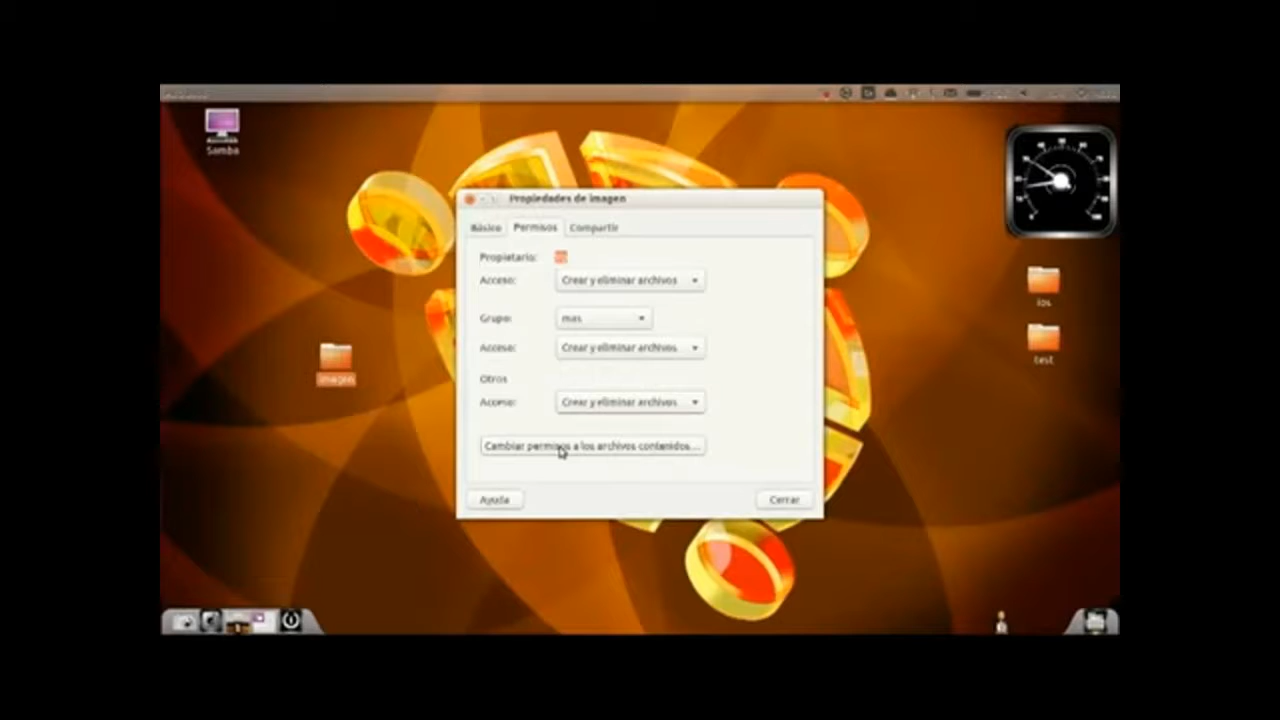 Samba
Propiedades de imagen
Básico Permisos Compartir
Propietario:
Acceso: Crear y eliminar archivos
Grupo: mas
Acceso: Crear y eliminar archivos
Otros
Acceso: Crear y eliminar archivos
Cambiar permisos a los archivos contenidos...
Ayuda Cerrar
imagen
ios
test